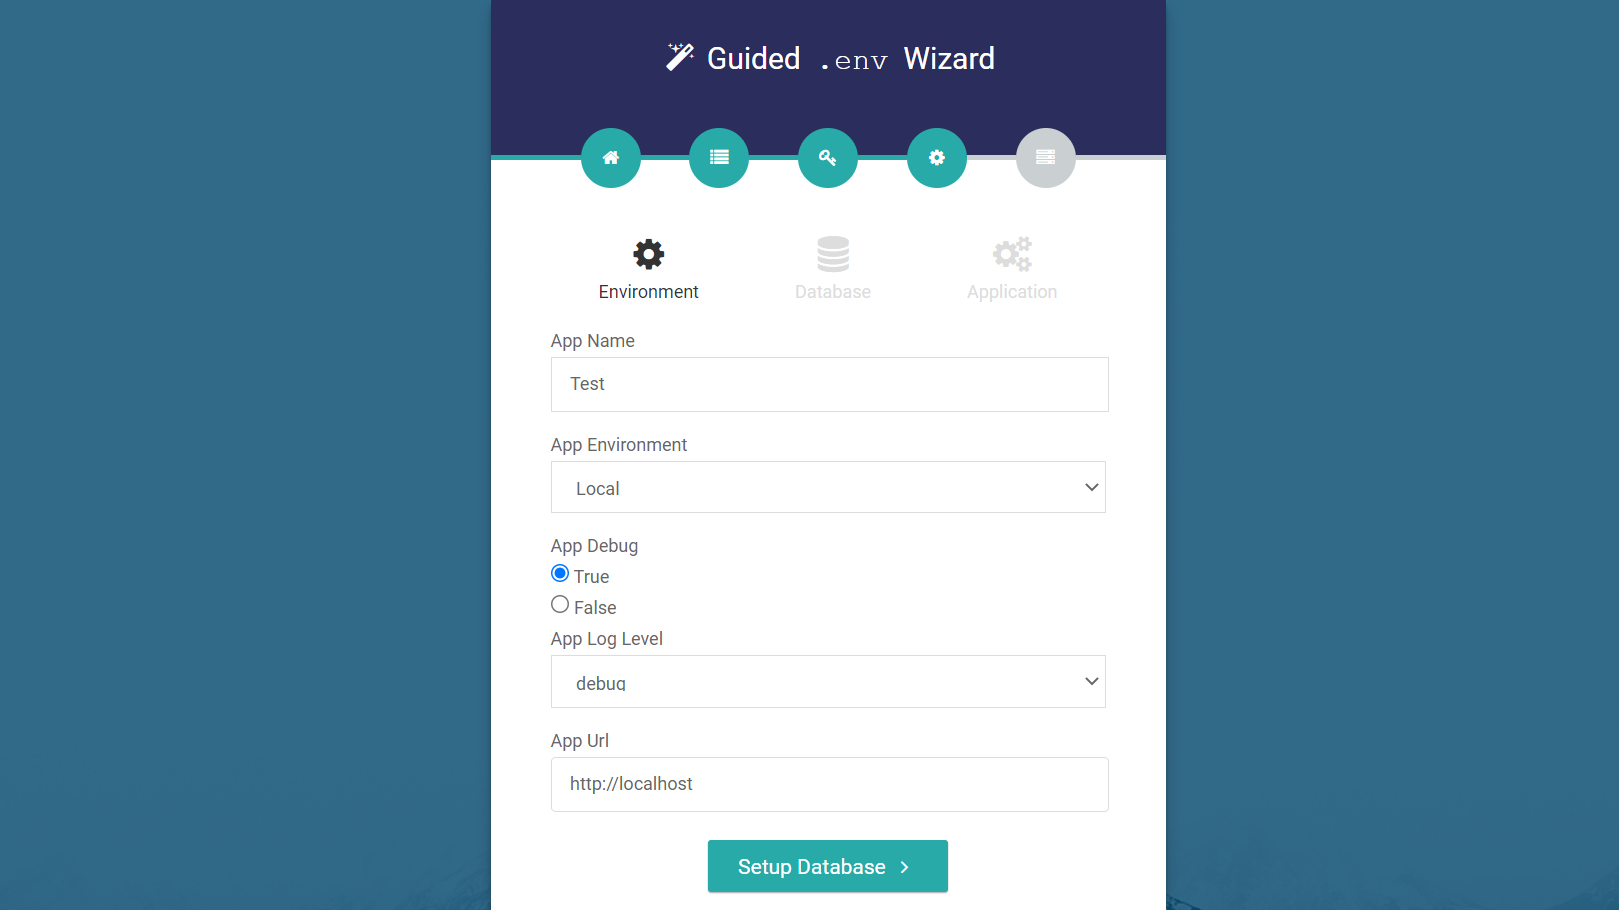 Guided .env Wizard
Environment
Database
Application
App Name
Test
App Environment
Local
App Debug
True
False
App Log Level
debug
App Url
http://localhost
Setup Database